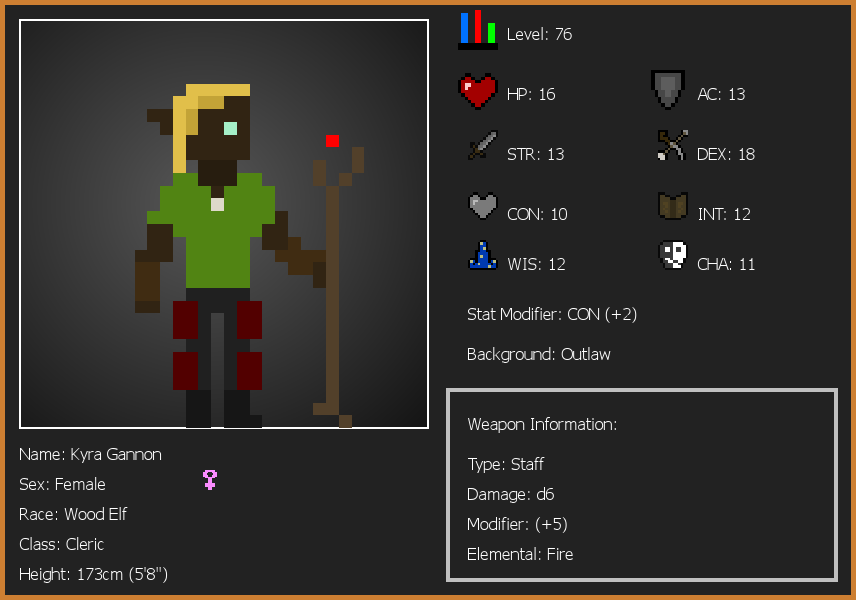 Level: 76
HP: 16
AC: 13
STR: 13
DEX: 18
CON: 10
INT: 12
WIS: 12
CHA: 11
Stat Modifier: CON (+2)
Background: Outlaw
Weapon Information:
Type: Staff
Damage: d6
Modifier: (+5)
Elemental: Fire
Name: Kyra Gannon
Sex: Female
Race: Wood Elf
Class: Cleric
Height: 173cm (5'8")